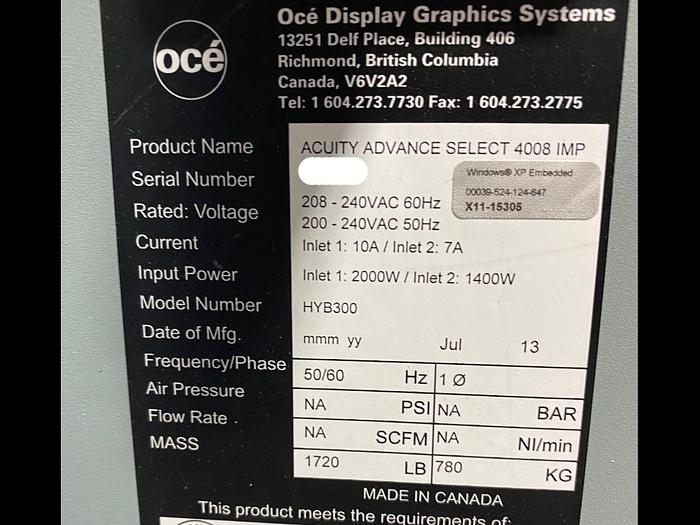 océ
Océ Display Graphics Systems
13251 Delf Place, Building 406
Richmond, British Columbia
Canada, V6V2A2
Tel: 1 604.273.7730 Fax: 1 604.273.2775
Product Name ACUITY ADVANCE SELECT 4008 IMP
Serial Number
Windows® XP Embedded
00039-524-124-647
X11-15305
Rated: Voltage 208 - 240VAC 60Hz
200 - 240VAC 50Hz
Current Inlet 1: 10A / Inlet 2: 7A
Input Power Inlet 1: 2000W / Inlet 2: 1400W
Model Number HYB300
Date of Mfg. mmm yy Jul 13
Frequency/Phase 50/60 Hz 1 Ø
Air Pressure NA PSI NA BAR
Flow Rate NA SCFM NA Nl/min
MASS 1720 LB 780 KG
MADE IN CANADA
This product meets the requirements of: